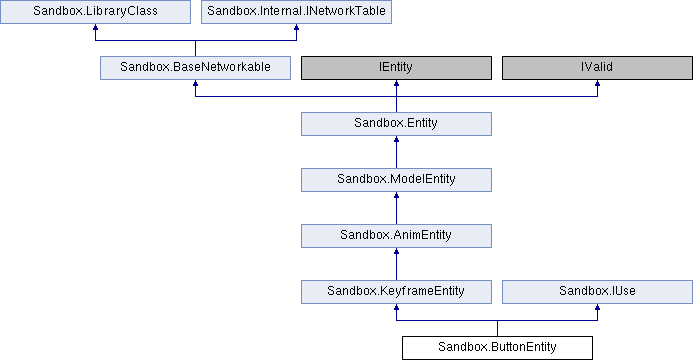 Sandbox.LibraryClass
Sandbox.Internal.INetworkTable
Sandbox.BaseNetworkable
IEntity
IValid
Sandbox.Entity
Sandbox.ModelEntity
Sandbox.AnimEntity
Sandbox.KeyframeEntity
Sandbox.IUse
Sandbox.ButtonEntity